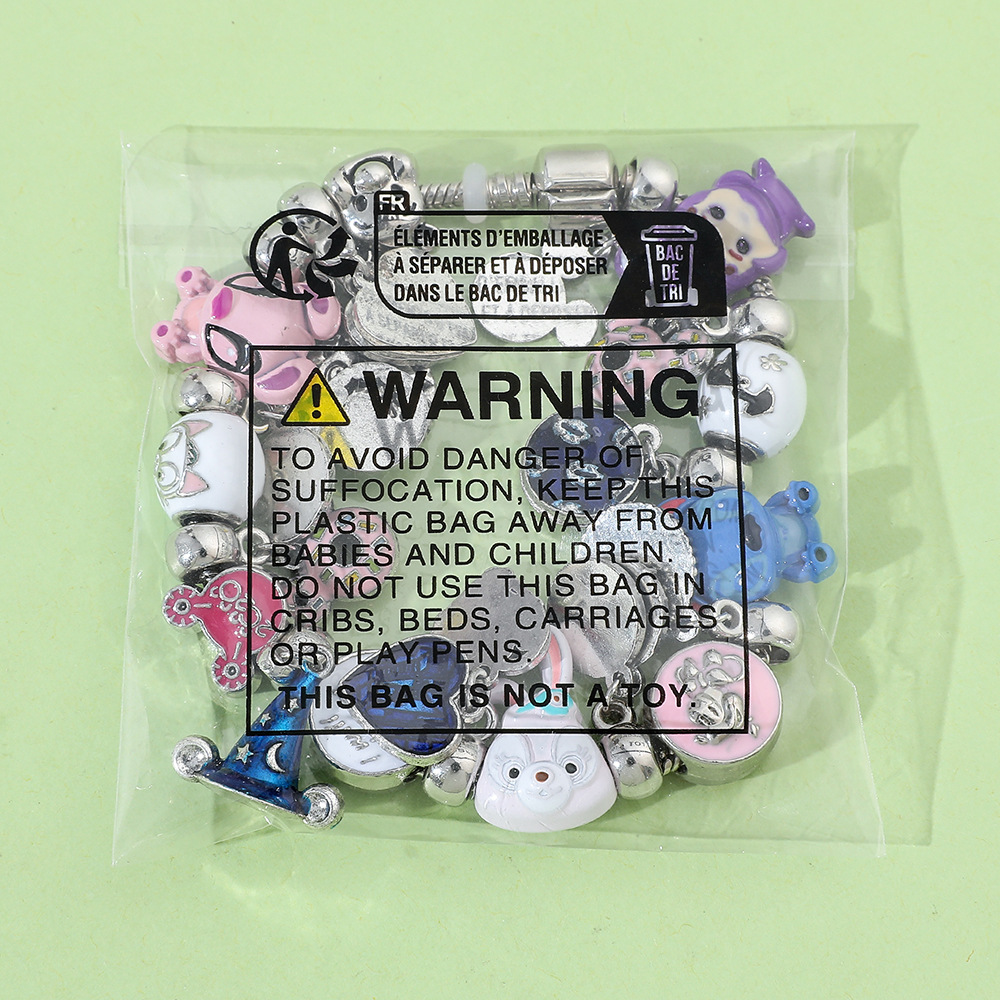 FR
ÉLÉMENTS D'EMBALLAGE
À SÉPARER ET À DÉPOSER
DANS LE BAC DE TRI
BAC
DE
TRI
WARNING
TO AVOID DANGER OF
SUFFOCATION, KEEP THIS
PLASTIC BAG AWAY FROM
BABIES AND CHILDREN.
DO NOT USE THIS BAG IN
CRIBS, BEDS, CARRIAGES
OR PLAY PENS.
THIS BAG IS NOT A TOY.